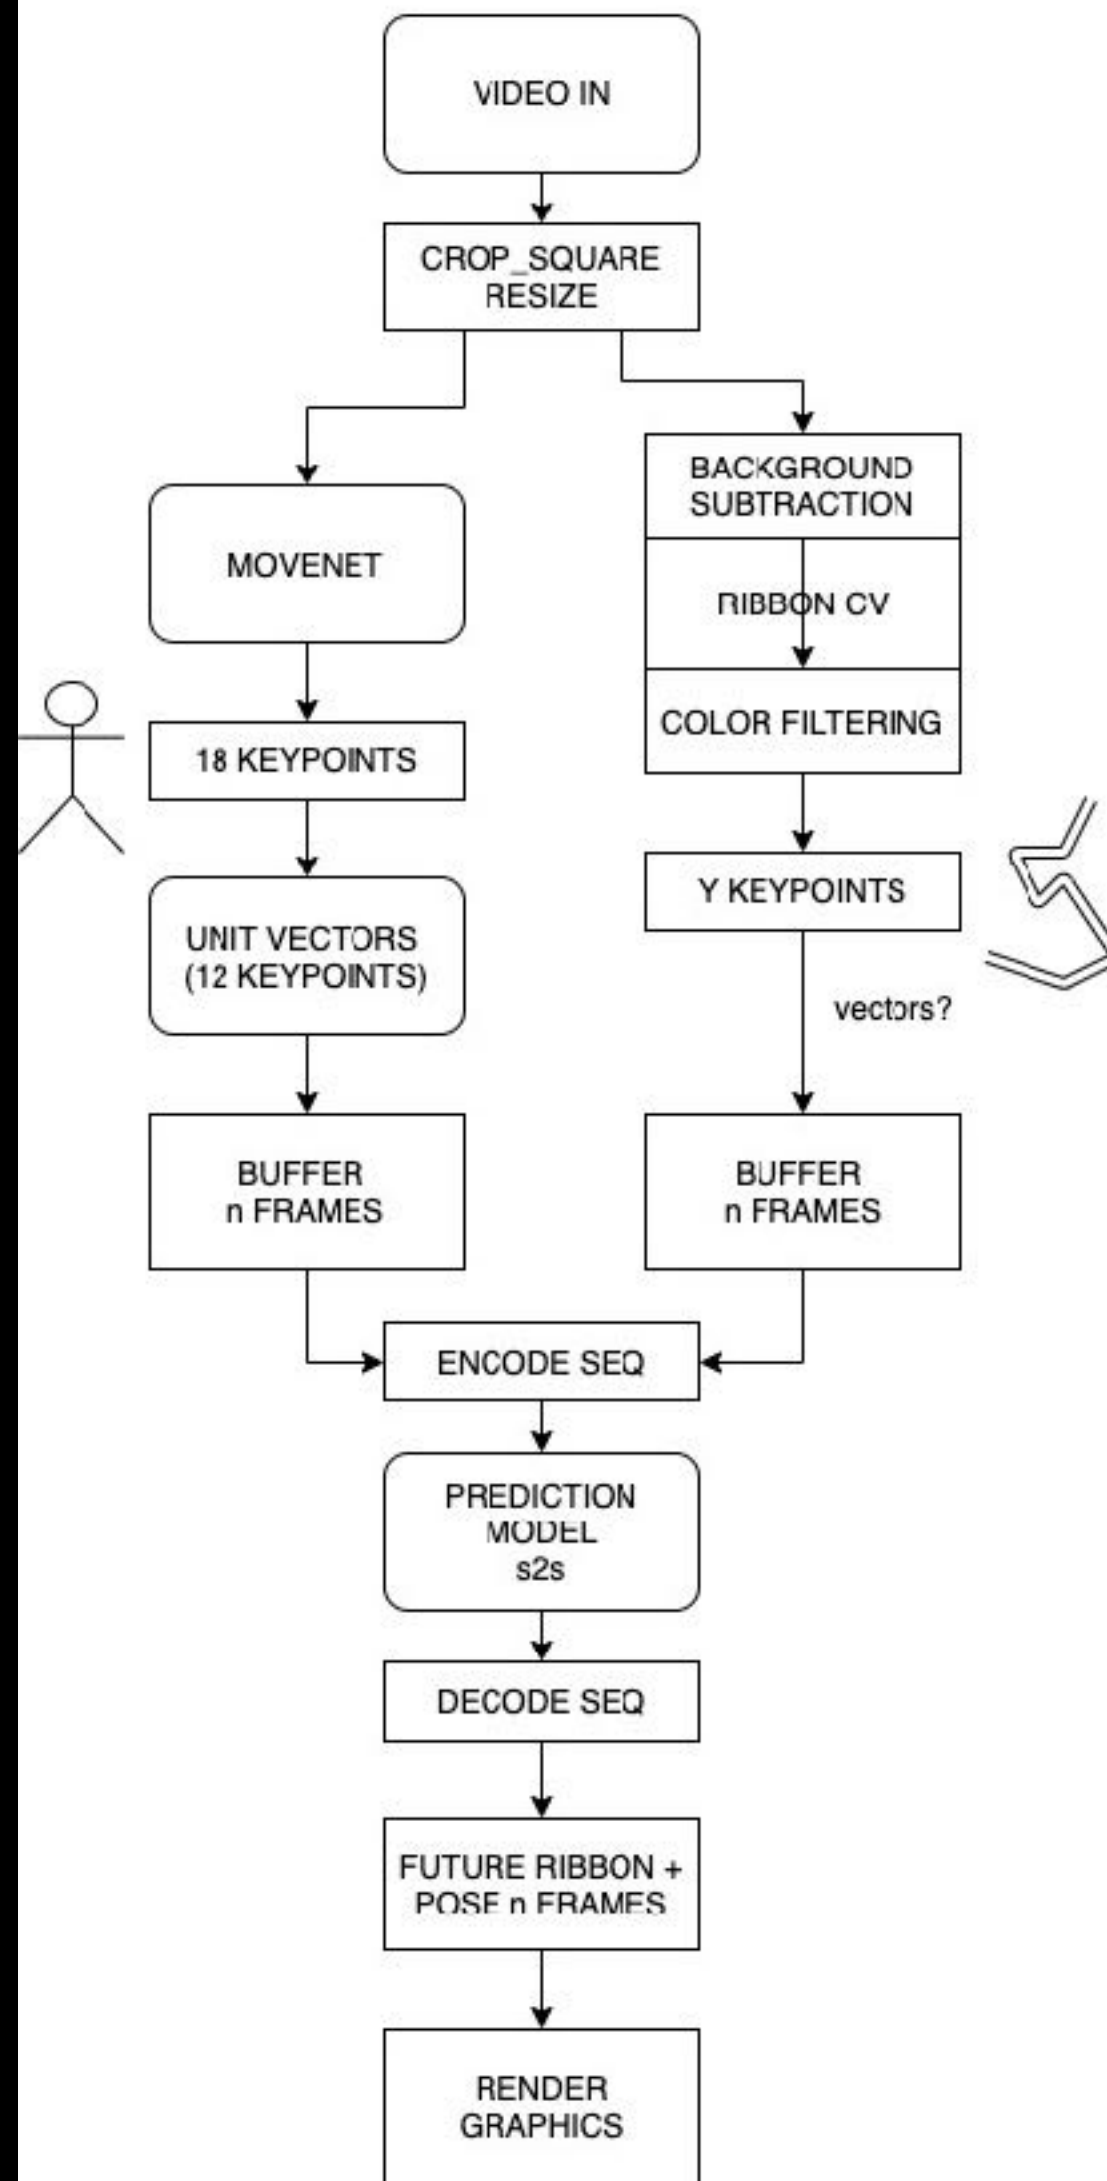 VIDEO IN
CROP_SQUARE
RESIZE
MOVENET
18 KEYPOINTS
UNIT VECTORS
(12 KEYPOINTS)
BUFFER
n FRAMES
BACKGROUND
SUBTRACTION
RIBBON CV
COLOR FILTERING
Y KEYPOINTS
vectors?
BUFFER
n FRAMES
ENCODE SEQ
PREDICTION
MODEL
s2s
DECODE SEQ
FUTURE RIBBON +
POSE n FRAMES
RENDER
GRAPHICS